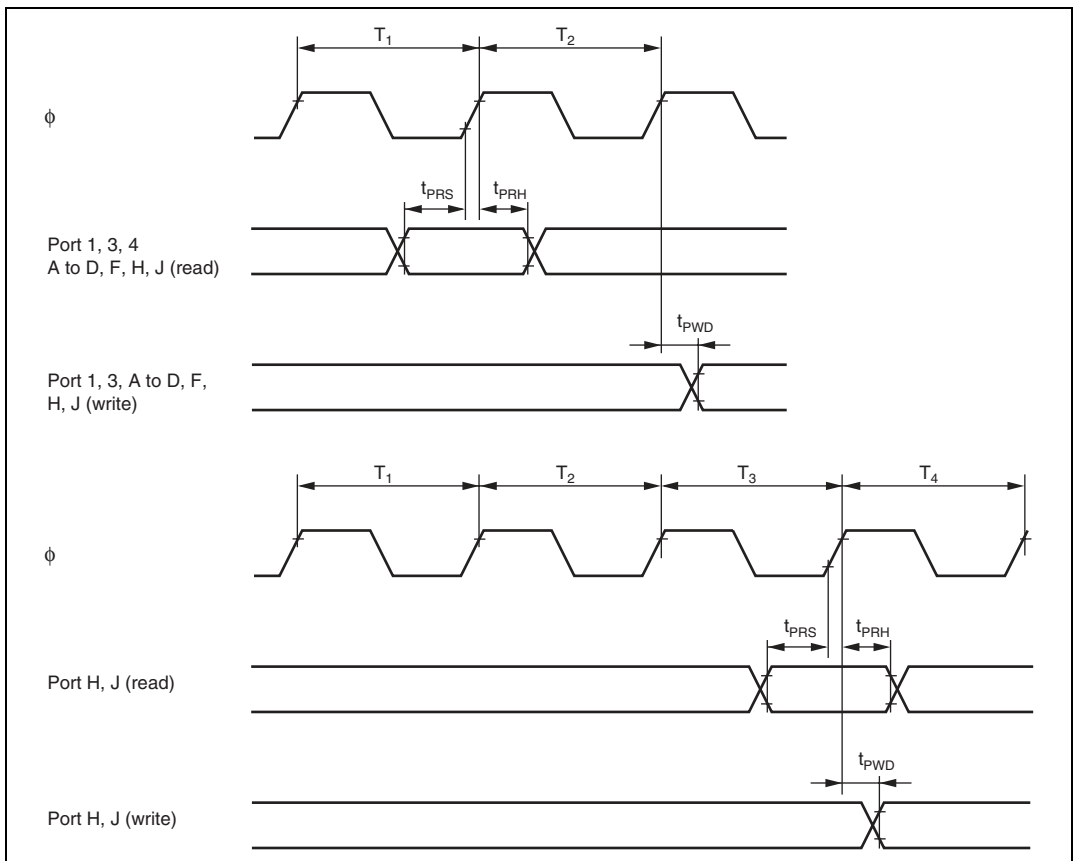 T1 T2
ϕ
tPRS tPRH
Port 1, 3, 4
A to D, F, H, J (read)
tPWD
Port 1, 3, A to D, F,
H, J (write)
T1 T2 T3 T4
ϕ
tPRS tPRH
Port H, J (read)
tPWD
Port H, J (write)